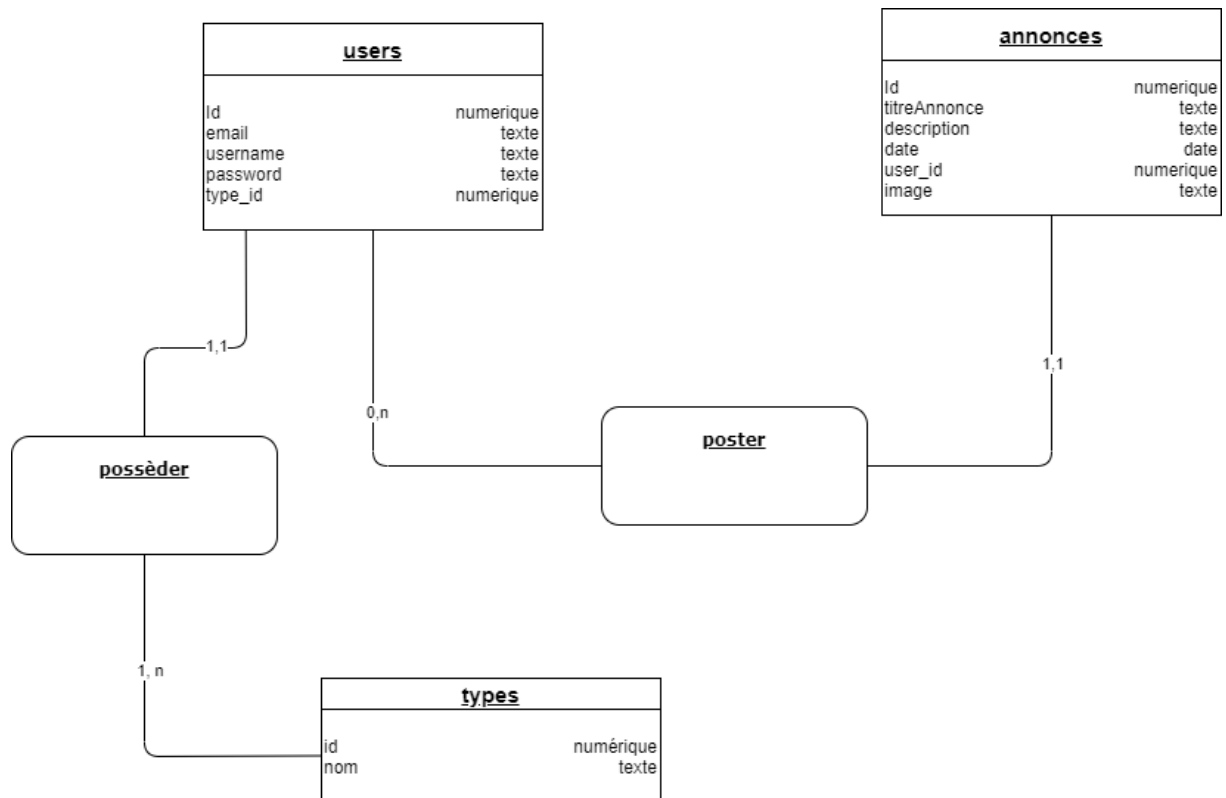 users
Id numerique
email texte
username texte
password texte
type_id numerique
annonces
Id numerique
titreAnnonce texte
description texte
date date
user_id numerique
image texte
1,1
0,n
1,1
possèder
poster
1, n
types
id numérique
nom texte